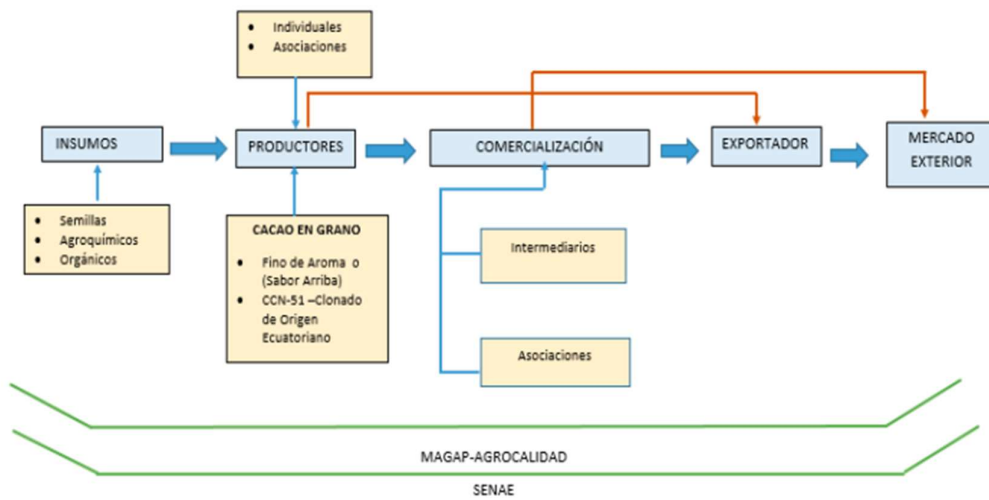 Individuales
Asociaciones
INSUMOS
PRODUCTORES
COMERCIALIZACIÓN
EXPORTADOR
MERCADO
EXTERIOR
Semillas
Agroquímicos
Orgánicos
CACAO EN GRANO
Fino de Aroma o
(Sabor Arriba)
CCN-51 –Clonado
de Origen
Ecuatoriano
Intermediarios
Asociaciones
MAGAP-AGROCALIDAD
SENAE